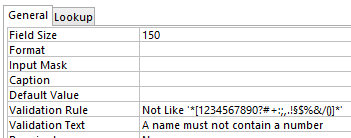 General Lookup
Field Size 150
Format
Input Mask
Caption
Default Value
Validation Rule Not Like '*[1234567890?#+:;,.!§$%&/()]*'
Validation Text A name must not contain a number